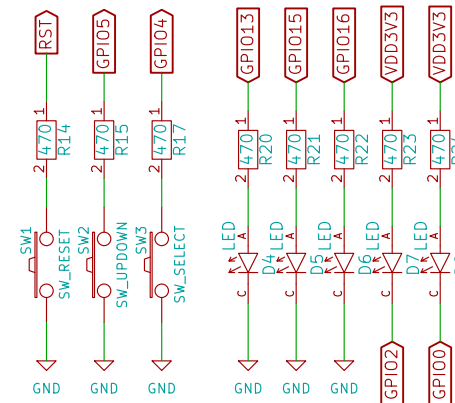 RST
GPIO5
GPIO4
GPIO13
GPIO15
GPIO16
VDD3V3
VDD3V3
1
1
1
1
1
1
1
1
470
R14
470
R15
470
R17
470
R20
470
R21
470
R22
470
R23
470
2
2
2
2
2
2
2
2
SW1
SW_RESET
SW2
SW_UPDOWN
SW3
SW_SELECT
LED
A
C
D4
LED
A
C
D5
LED
A
C
D6
LED
A
C
D7
LED
A
C
GND
GND
GND
GND
GND
GND
GPIO2
GPIO0